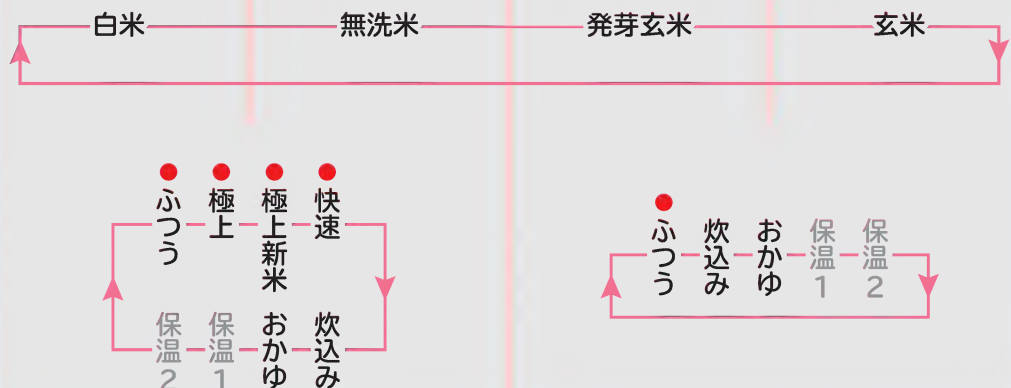 白米 無洗米 発芽玄米 玄米
ふつう
極上
極上新米
快速
炊込み
おかゆ
保温1
保温2
ふつう
炊込み
おかゆ
保温1
保温2